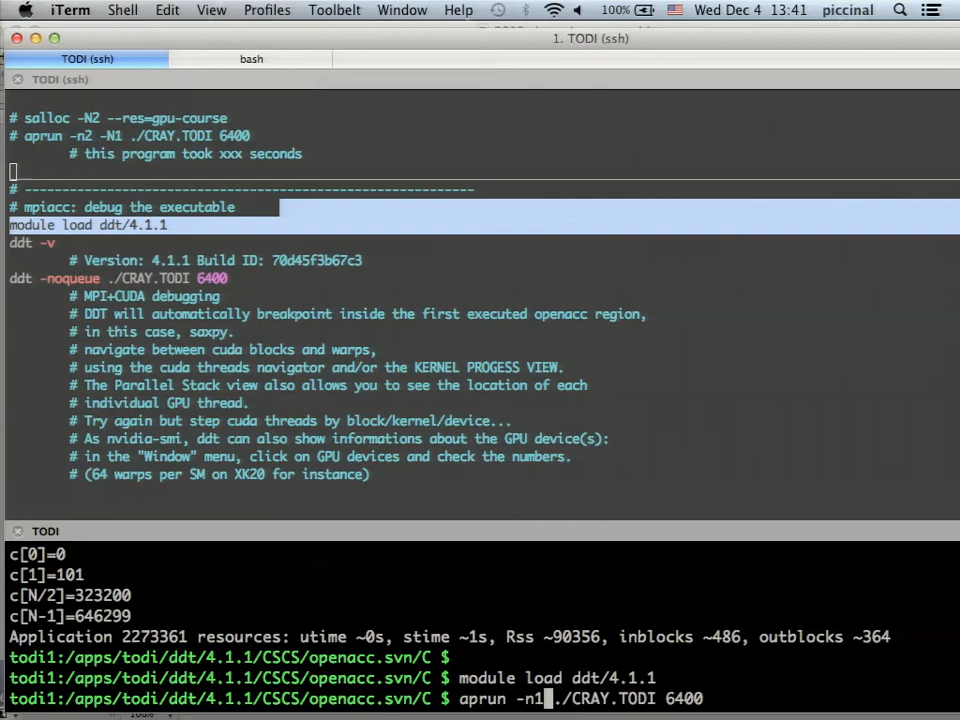 iTerm Shell Edit View Profiles Toolbelt Window Help 100% Wed Dec 4 13:41 piccinal
1. TODI (ssh)
TODI (ssh) bash
TODI (ssh)
# salloc -N2 --res=gpu-course
# aprun -n2 -N1 ./CRAY.TODI 6400
# this program took xxx seconds
# ------------------------------------------------------------
# mpiacc: debug the executable
module load ddt/4.1.1
ddt -v
# Version: 4.1.1 Build ID: 70d45f3b67c3
ddt -noqueue ./CRAY.TODI 6400
# MPI+CUDA debugging
# DDT will automatically breakpoint inside the first executed openacc region,
# in this case, saxpy.
# navigate between cuda blocks and warps,
# using the cuda threads navigator and/or the KERNEL PROGESS VIEW.
# The Parallel Stack view also allows you to see the location of each
# individual GPU thread.
# Try again but step cuda threads by block/kernel/device...
# As nvidia-smi, ddt can also show informations about the GPU device(s):
# in the "Window" menu, click on GPU devices and check the numbers.
# (64 warps per SM on XK20 for instance)
TODI
c[0]=0
c[1]=101
c[N/2]=323200
c[N-1]=646299
Application 2273361 resources: utime ~0s, stime ~1s, Rss ~90356, inblocks ~486, outblocks ~364
todi1:/apps/todi/ddt/4.1.1/CSCS/openacc.svn/C $
todi1:/apps/todi/ddt/4.1.1/CSCS/openacc.svn/C $ module load ddt/4.1.1
todi1:/apps/todi/ddt/4.1.1/CSCS/openacc.svn/C $ aprun -n1 ./CRAY.TODI 6400
100%